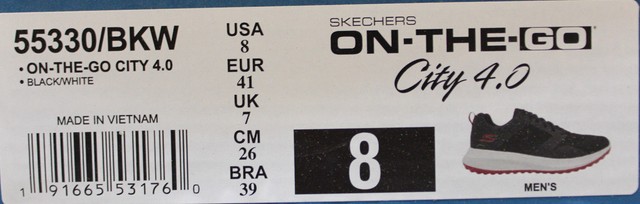 55330/BKW
• ON-THE-GO CITY 4.0
• BLACK/WHITE
MADE IN VIETNAM
1 91665 53176 0
USA
8
EUR
41
UK
7
CM
26
BRA
39
SKECHERS
ON-THE-GO
City 4.0
8
MEN'S